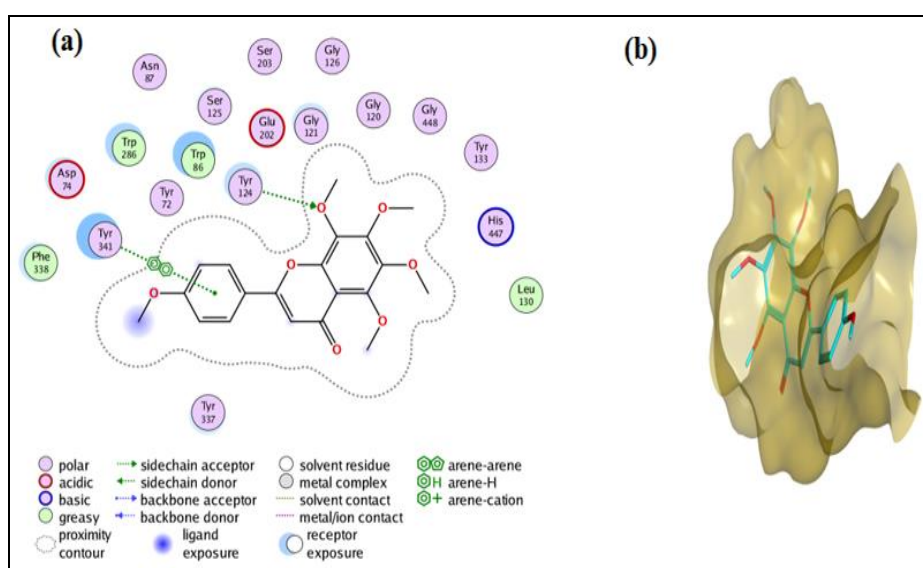 (a)
(b)
Ser
203
Gly
126
Asn
87
Ser
125
Glu
202
Gly
121
Gly
120
Gly
448
Trp
286
Trp
86
Tyr
133
Asp
74
Tyr
72
Tyr
124
O
O
His
447
Tyr
341
Phe
338
O
O
O
Leu
130
O
O
Tyr
337
polar
acidic
basic
greasy
proximity
contour
sidechain acceptor
sidechain donor
backbone acceptor
backbone donor
ligand
exposure
solvent residue
metal complex
solvent contact
metal/ion contact
receptor
exposure
arene-arene
H arene-H
+ arene-cation